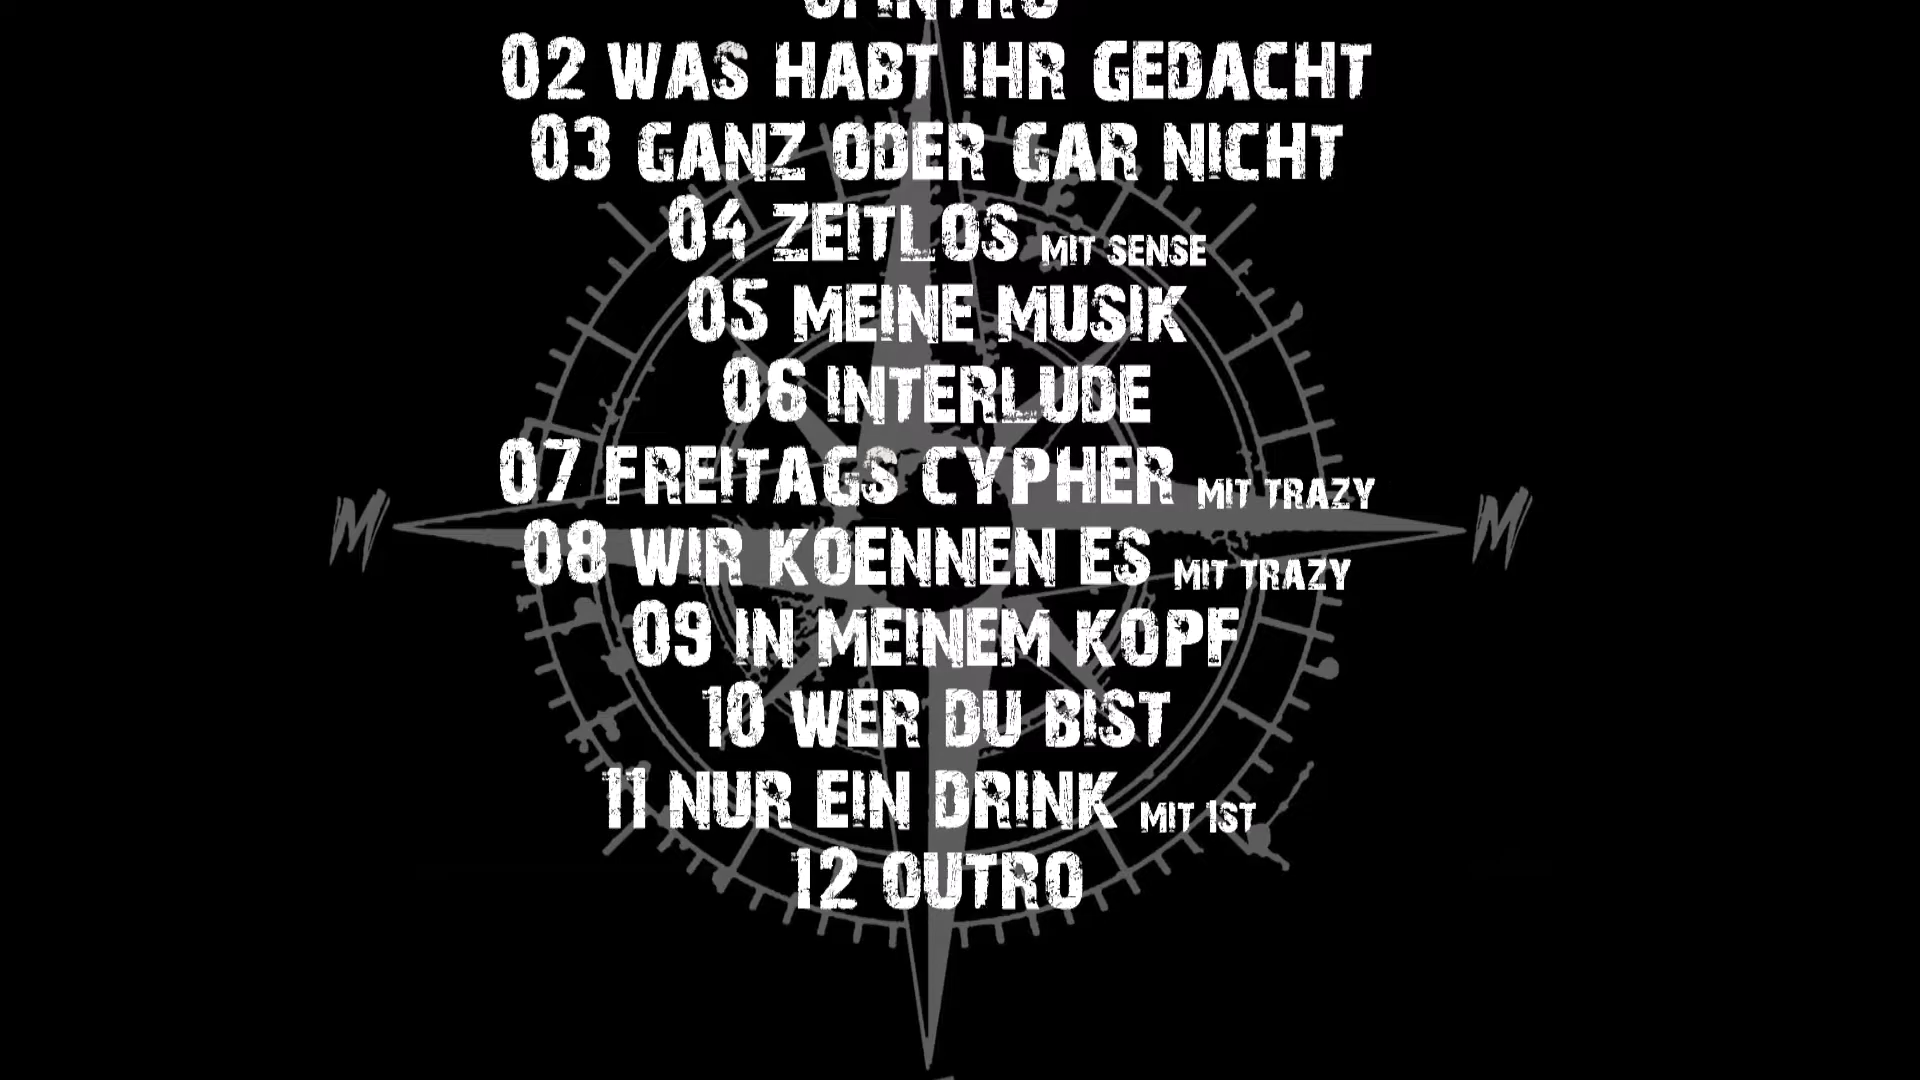 01 INTRO
02 WAS HABT IHR GEDACHT
03 GANZ ODER GAR NICHT
04 ZEITLOS MIT SENSE
05 MEINE MUSIK
06 INTERLUDE
07 FREITAGS CYPHER MIT TRAZY
M
08 WIR KOENNEN ES MIT TRAZY
M
09 IN MEINEM KOPF
10 WER DU BIST
11 NUR EIN DRINK MIT 1ST
12 OUTRO